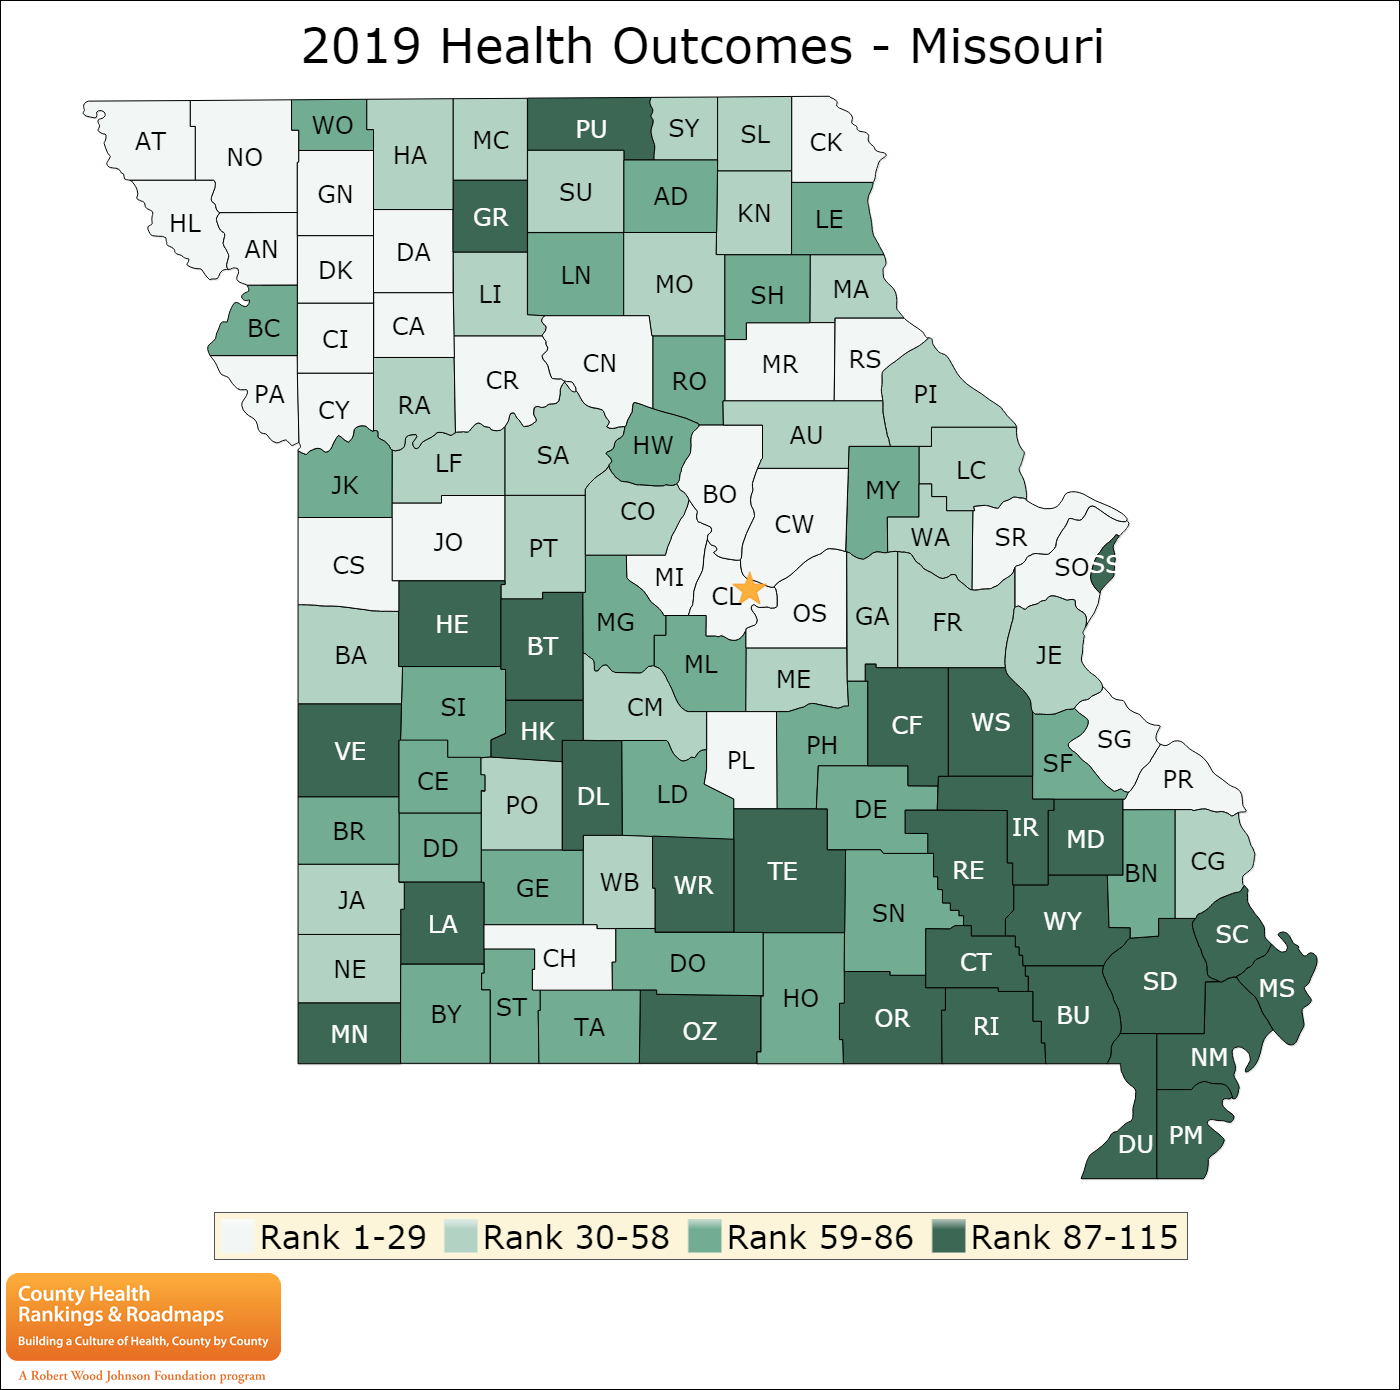 2019 Health Outcomes - Missouri
AT
NO
WO
HA
MC
PU
SY
SL
CK
GN
HL
AN
DK
DA
GR
SU
AD
KN
LE
BC
CI
CA
LI
LN
MO
SH
MA
PA
CY
RA
CR
CN
RO
MR
RS
PI
JK
LF
SA
HW
BO
AU
MY
LC
CS
JO
PT
CO
MI
CW
WA
SR
SO
SS
BA
HE
BT
MG
CL
OS
GA
FR
JE
ML
ME
VE
SI
HK
CM
PL
PH
CF
WS
SF
SG
PR
BR
CE
PO
DL
LD
DE
IR
MD
DD
JA
LA
GE
WB
WR
TE
RE
BN
CG
NE
CH
DO
SN
WY
SC
CT
MN
BY
ST
TA
OZ
HO
OR
RI
BU
SD
MS
NM
DU
PM
Rank 1-29 Rank 30-58 Rank 59-86 Rank 87-115
County Health
Rankings & Roadmaps
Building a Culture of Health, County by County
A Robert Wood Johnson Foundation program